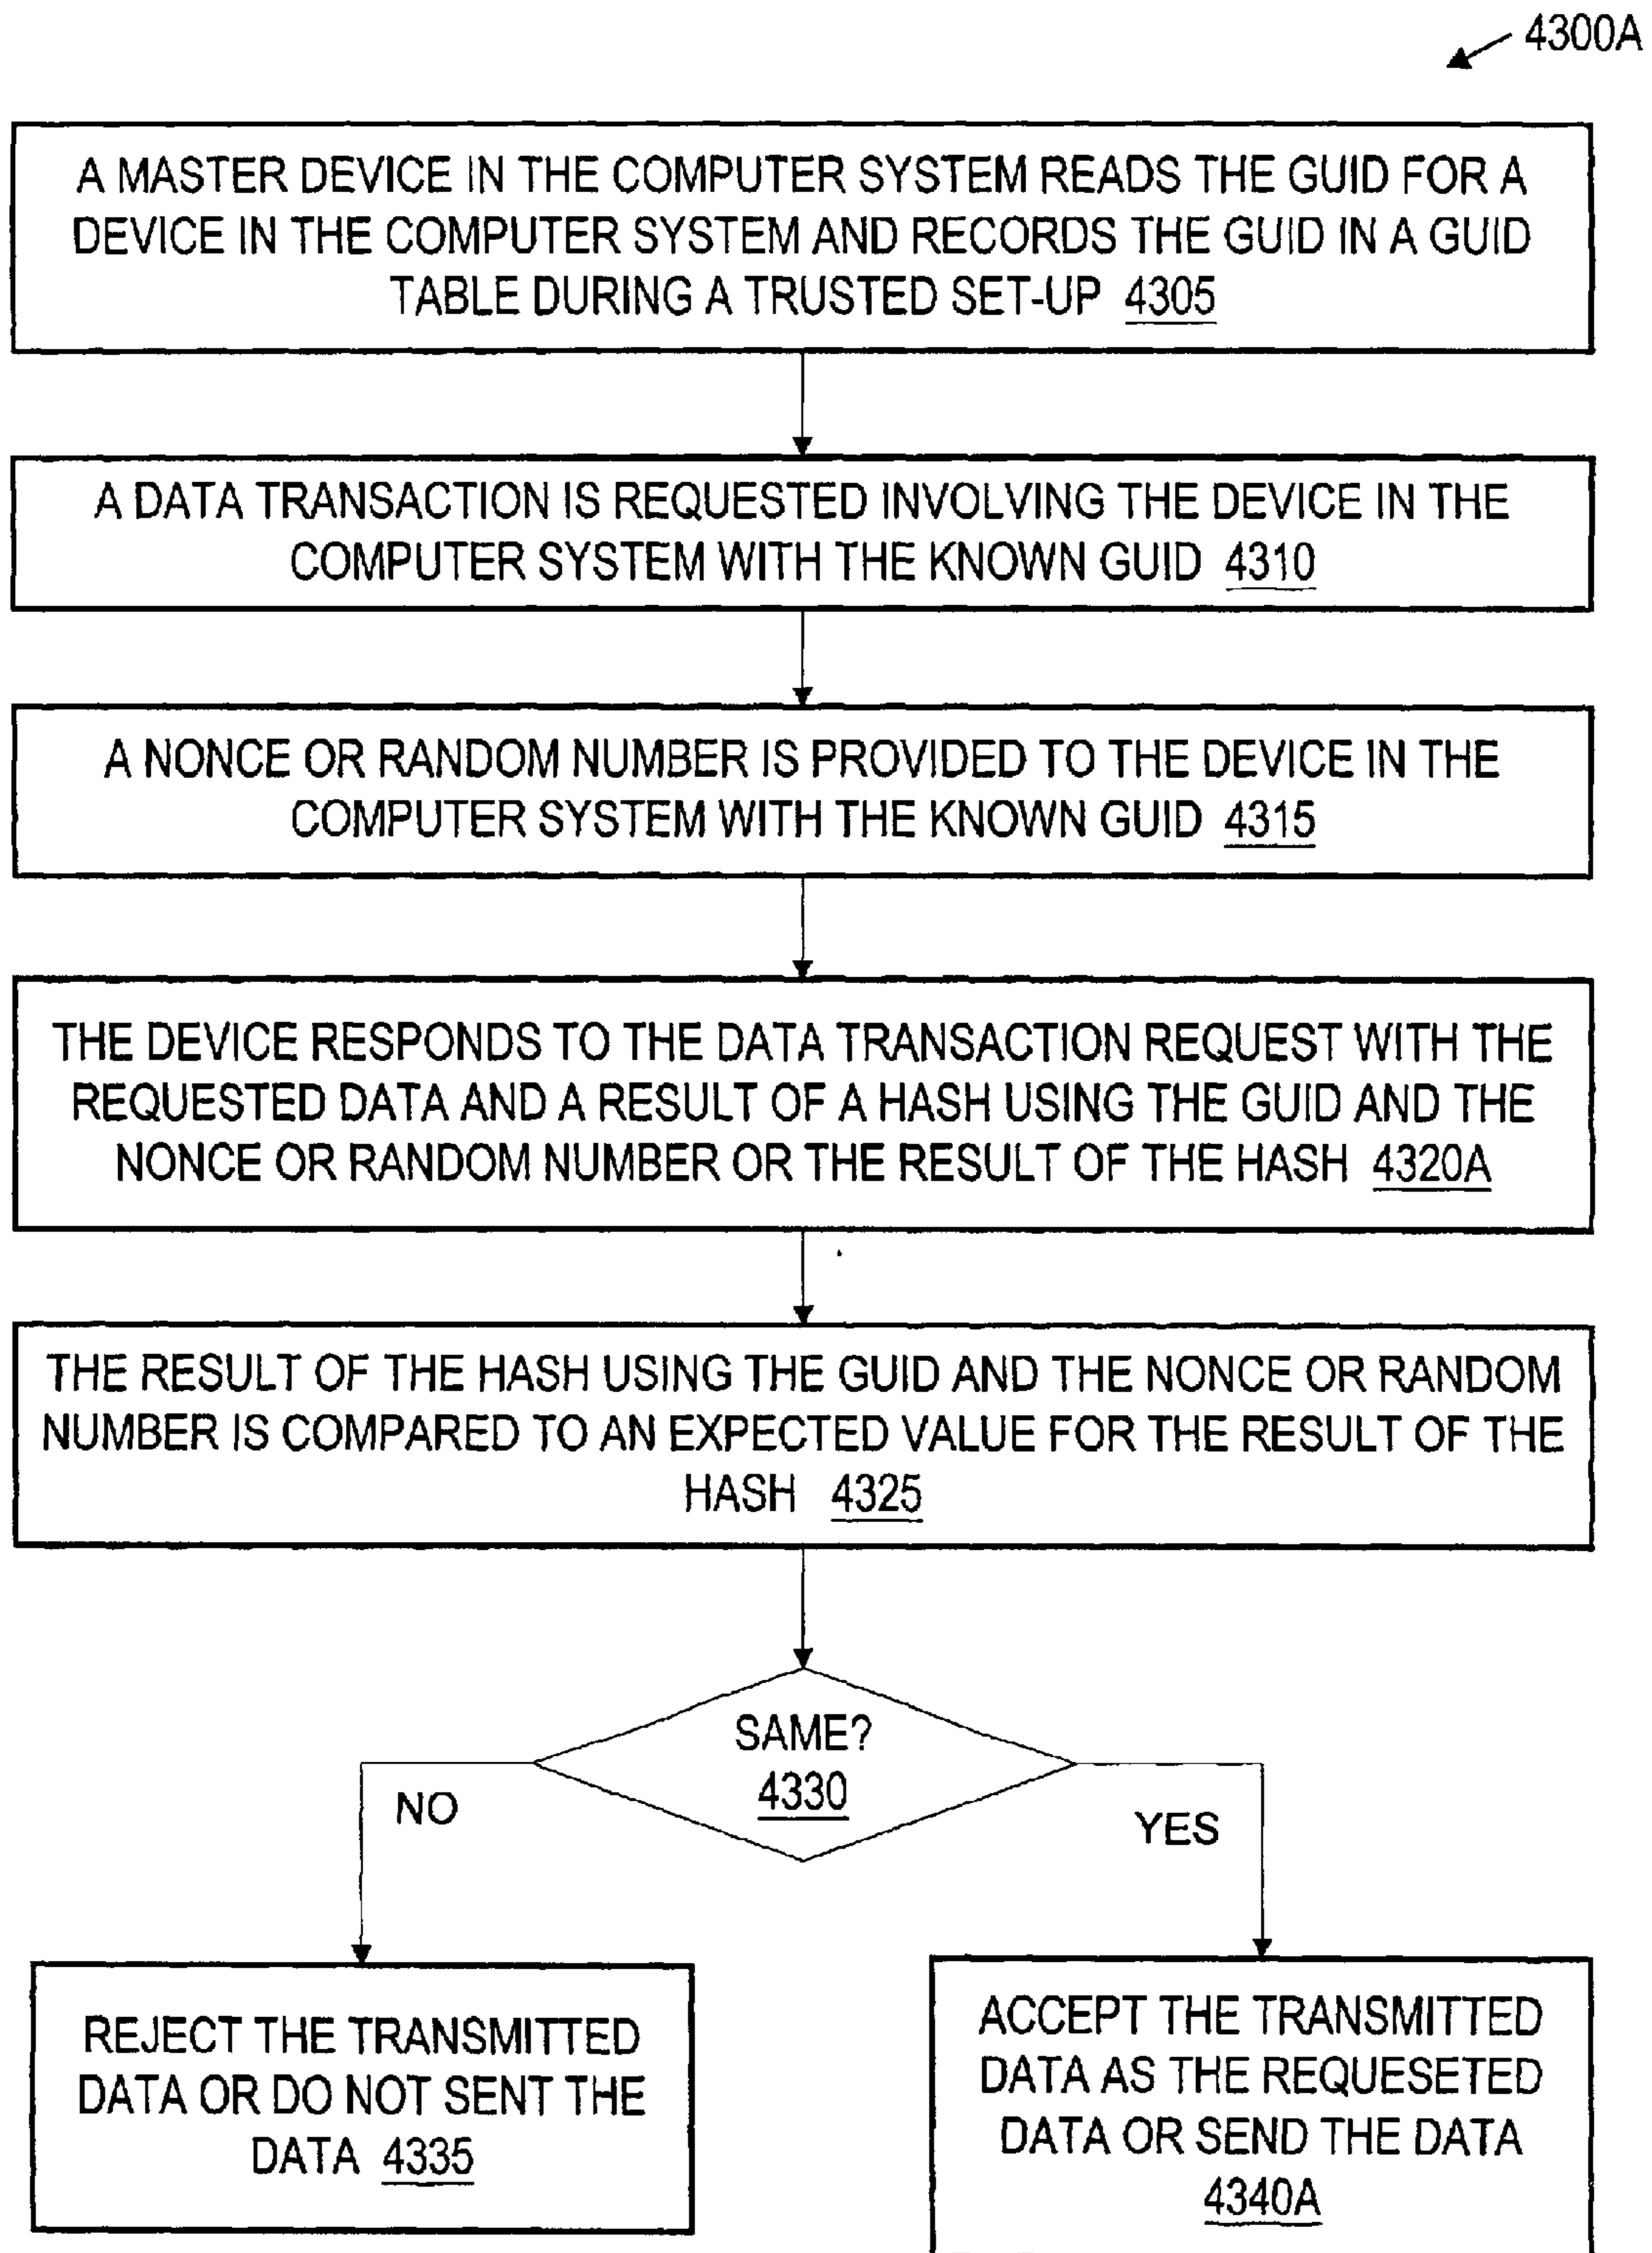 4300A
A MASTER DEVICE IN THE COMPUTER SYSTEM READS THE GUID FOR A
DEVICE IN THE COMPUTER SYSTEM AND RECORDS THE GUID IN A GUID
TABLE DURING A TRUSTED SET-UP 4305
A DATA TRANSACTION IS REQUESTED INVOLVING THE DEVICE IN THE
COMPUTER SYSTEM WITH THE KNOWN GUID 4310
A NONCE OR RANDOM NUMBER IS PROVIDED TO THE DEVICE IN THE
COMPUTER SYSTEM WITH THE KNOWN GUID 4315
THE DEVICE RESPONDS TO THE DATA TRANSACTION REQUEST WITH THE
REQUESTED DATA AND A RESULT OF A HASH USING THE GUID AND THE
NONCE OR RANDOM NUMBER OR THE RESULT OF THE HASH 4320A
THE RESULT OF THE HASH USING THE GUID AND THE NONCE OR RANDOM
NUMBER IS COMPARED TO AN EXPECTED VALUE FOR THE RESULT OF THE
HASH 4325
SAME?
4330
NO
YES
REJECT THE TRANSMITTED
DATA OR DO NOT SENT THE
DATA 4335
ACCEPT THE TRANSMITTED
DATA AS THE REQUESETED
DATA OR SEND THE DATA
4340A